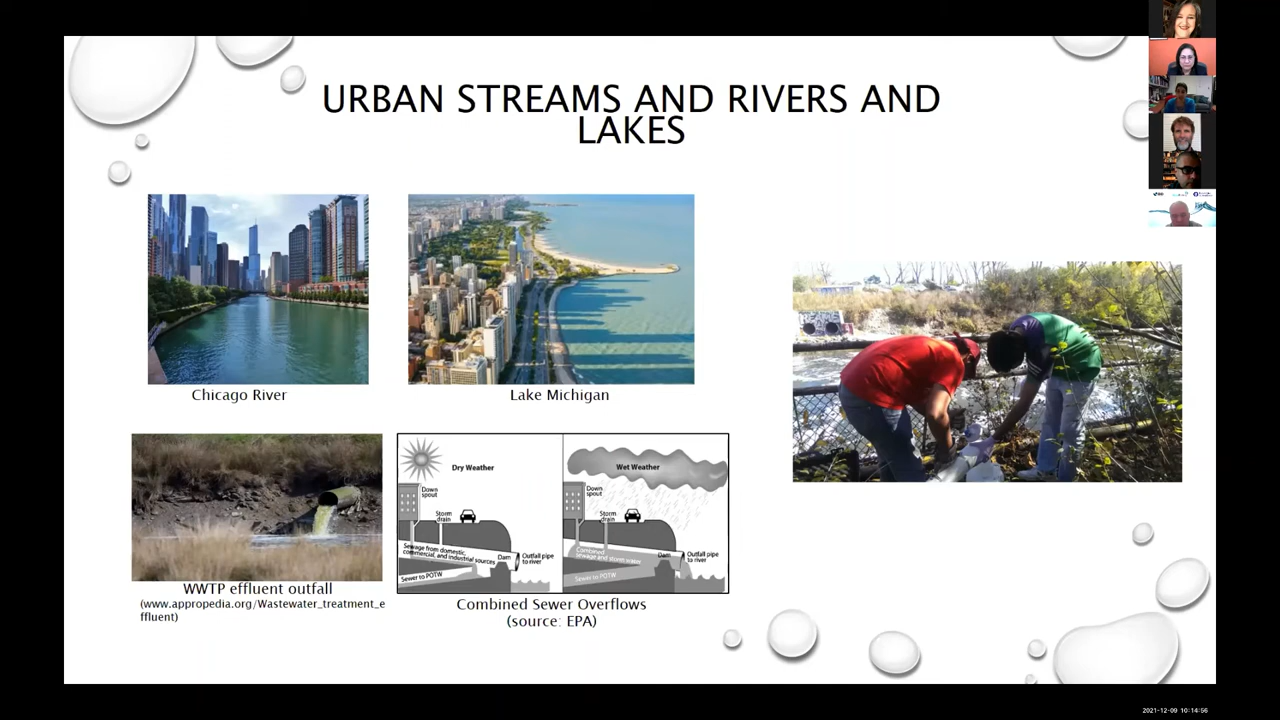 URBAN STREAMS AND RIVERS AND
LAKES
Chicago River
Lake Michigan
WWTP effluent outfall
(www.appropedia.org/Wastewater_treatment_e
ffluent)
Dry Weather
Down
spout
Storm
drain
Sewage from domestic,
commercial, and industrial sources
Dam
Outfall pipe
to river
Sewer to POTW
Wet Weather
Down
spout
Storm
drain
Combined
sewage and storm water
Dam
Outfall pipe
to river
Sewer to POTW
Combined Sewer Overflows
(source: EPA)
2021-12-09 10:14:56